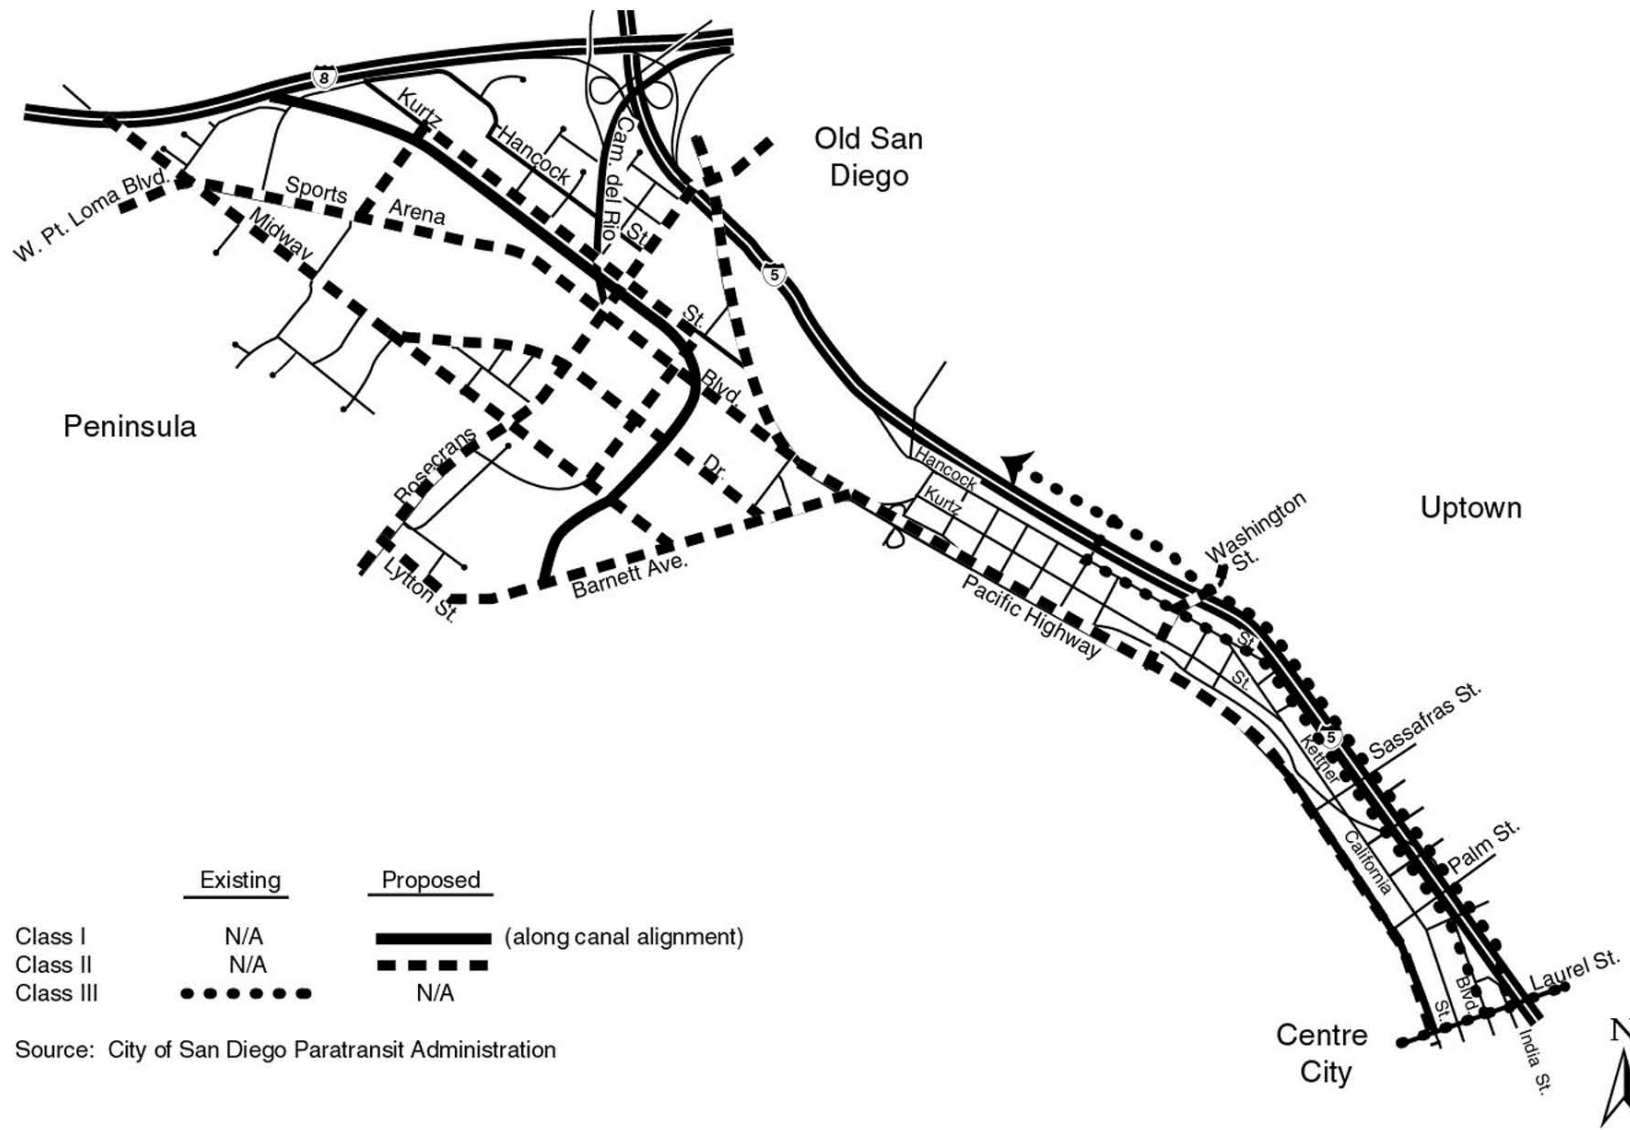 8
Kurtz
Hancock
Cam. del Rio
Old San
Diego
W. Pt. Loma Blvd.
Sports
Arena
Midway
St.
5
St.
Peninsula
Blvd.
Rosecrans
Dr.
Hancock
Kurtz
Washington
St.
Uptown
Lytton St.
Barnett Ave.
Pacific Highway
St.
St.
5
Sassafras St.
Kettner
Palm St.
California
Existing
Proposed
Class I
N/A
(along canal alignment)
Class II
N/A
Class III
N/A
Laurel St.
Blvd.
St.
Centre
City
India St.
N
Source: City of San Diego Paratransit Administration